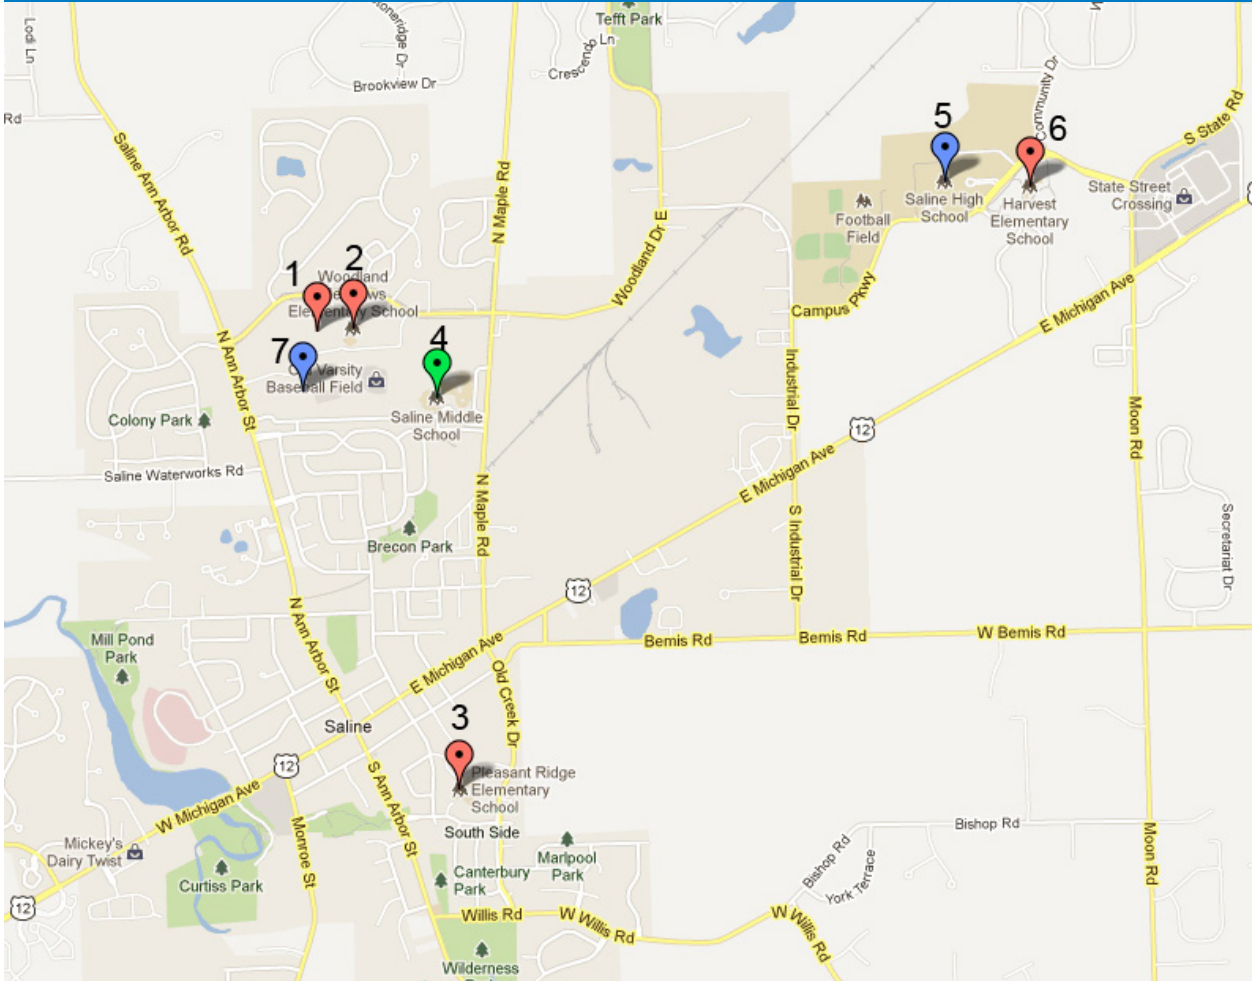 Lodi Ln
Stoneridge Dr
Tefft Park
Crescendo Ln
Brookview Dr
Rd
Community Dr
S State Rd
Saline Ann Arbor Rd
N Maple Rd
5
6
Saline High
School
Harvest
Elementary
School
State Street
Crossing
Football
Field
Woodland Dr E
1
2
Woodland
Elementary School
Campus Pkwy
E Michigan Ave
7
4
Varsity
Baseball Field
N Ann Arbor St
Saline Middle
School
Colony Park
Industrial Dr
12
Moon Rd
Saline Waterworks Rd
E Michigan Ave
N Maple Rd
S Industrial Dr
Secretariat Dr
Brecon Park
12
N Ann Arbor St
Mill Pond
Park
E Michigan Ave
Bemis Rd
Bemis Rd
W Bemis Rd
Old Creek Dr
3
Saline
12
Pleasant Ridge
Elementary
School
S Ann Arbor St
W Michigan Ave
Monroe St
South Side
Bishop Rd
Moon Rd
Mickey's
Dairy Twist
Marlpool
Park
Bishop Rd
York Terrace
Curtiss Park
Canterbury
Park
12
Willis Rd
W Willis Rd
W Willis Rd
Wilderness